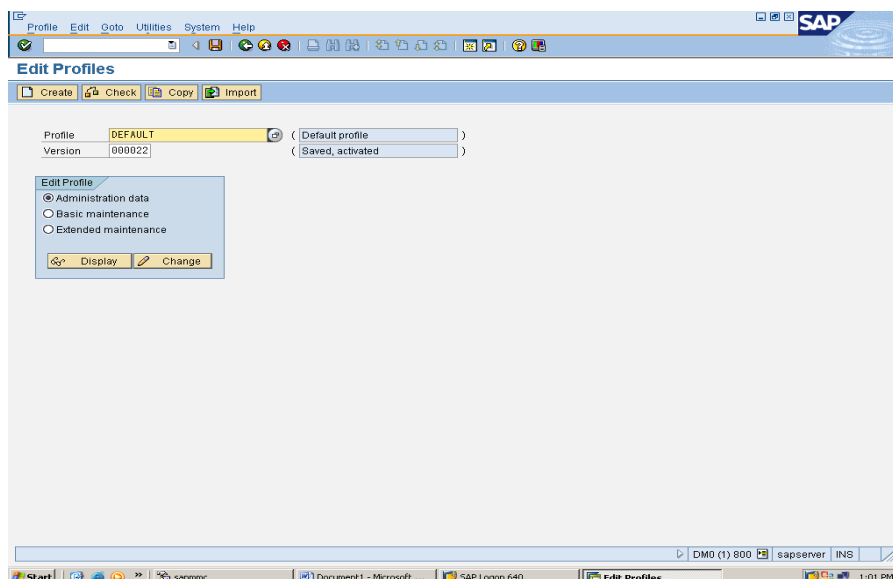 Profile Edit Goto Utilities System Help
SAP
Edit Profiles
Create Check Copy Import
Profile DEFAULT ( Default profile )
Version 000022 ( Saved, activated )
Edit Profile
Administration data
Basic maintenance
Extended maintenance
Display Change
DM0 (1) 800 sapserver INS
Start » sapmmc Document1 - Microsoft ... SAP Logon 640 Edit Profiles 1:01 PM